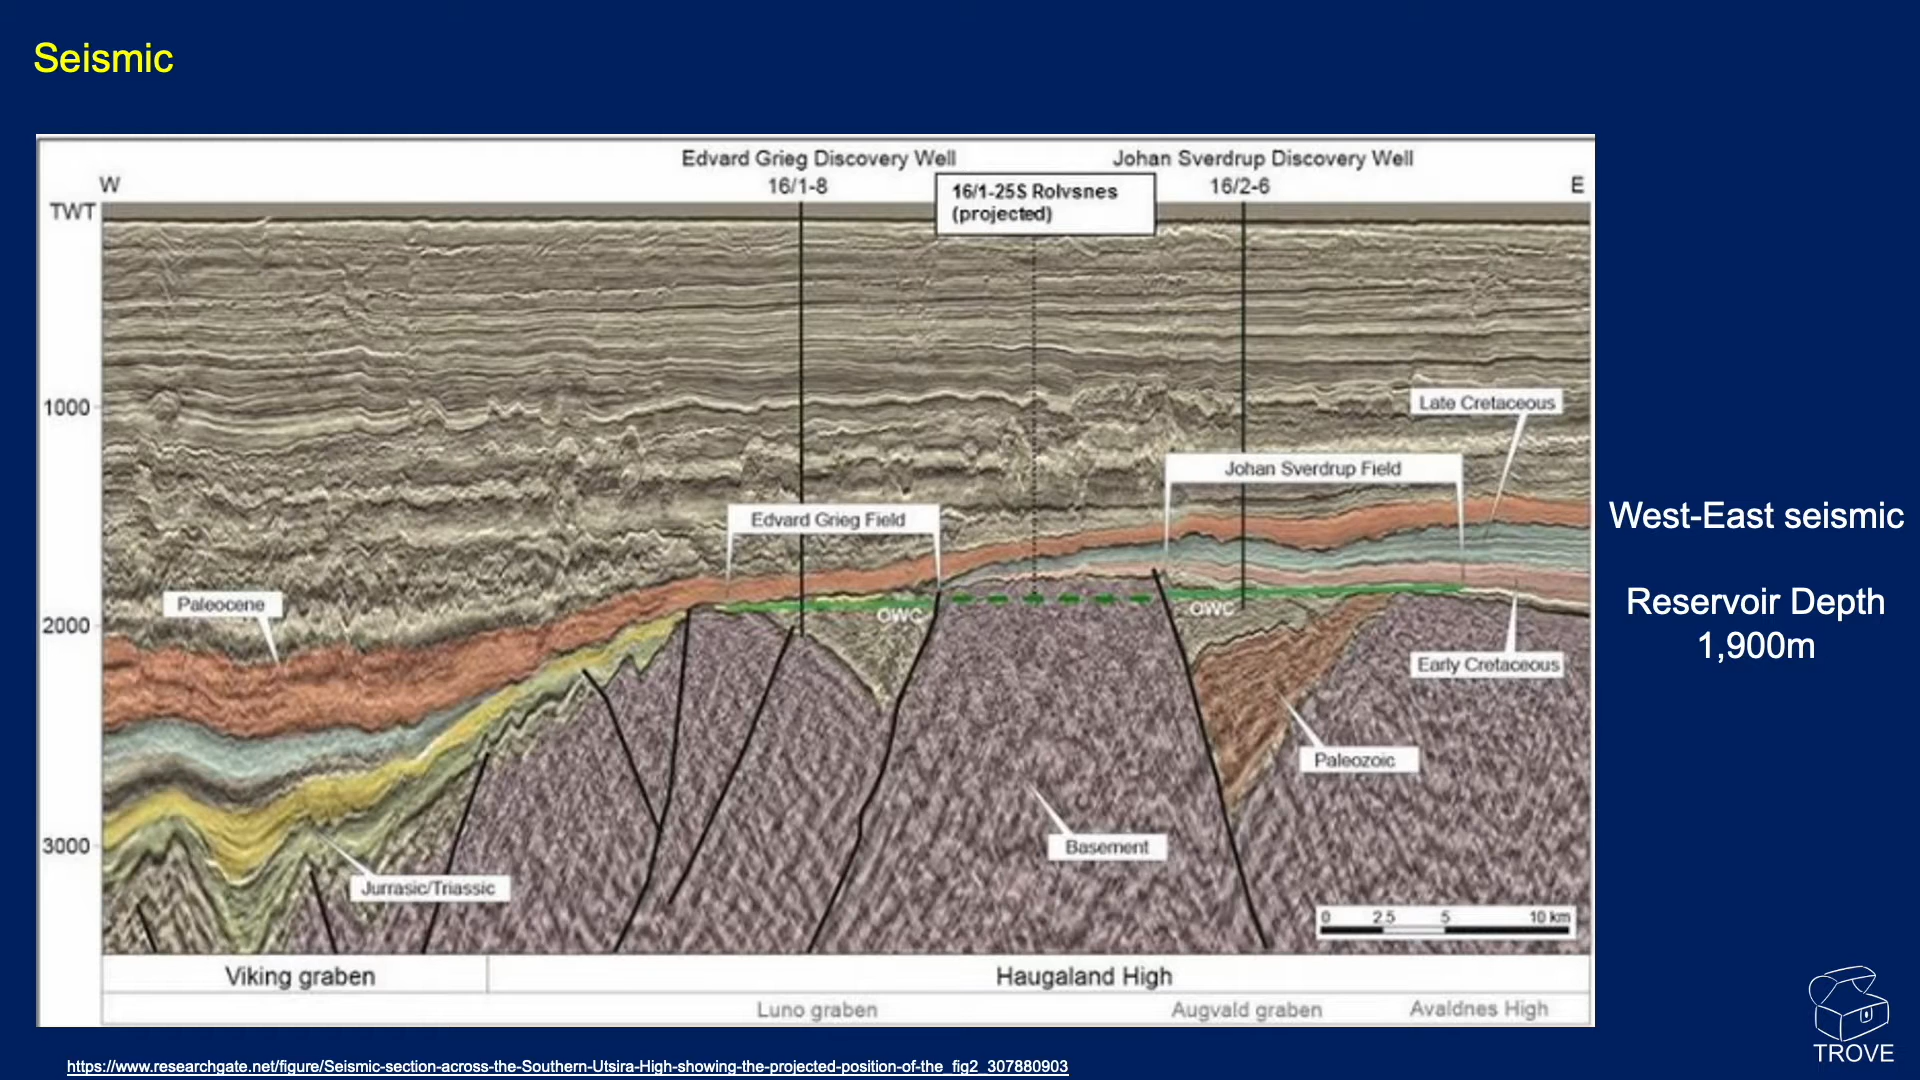 Seismic
Edvard Grieg Discovery Well
Johan Sverdrup Discovery Well
W
16/1-8
16/1-25S Rolvsnes
(projected)
16/2-6
E
TWT
1000
2000
3000
Late Cretaceous
Johan Sverdrup Field
Edvard Grieg Field
Paleocene
OWC
OWC
Early Cretaceous
Paleozoic
Basement
Jurrasic/Triassic
0 2.5 5 10 km
Viking graben
Haugaland High
Luno graben
Augvald graben
Avaldnes High
West-East seismic
Reservoir Depth
1,900m
TROVE
https://www.researchgate.net/figure/Seismic-section-across-the-Southern-Utsira-High-showing-the-projected-position-of-the_fig2_307880903